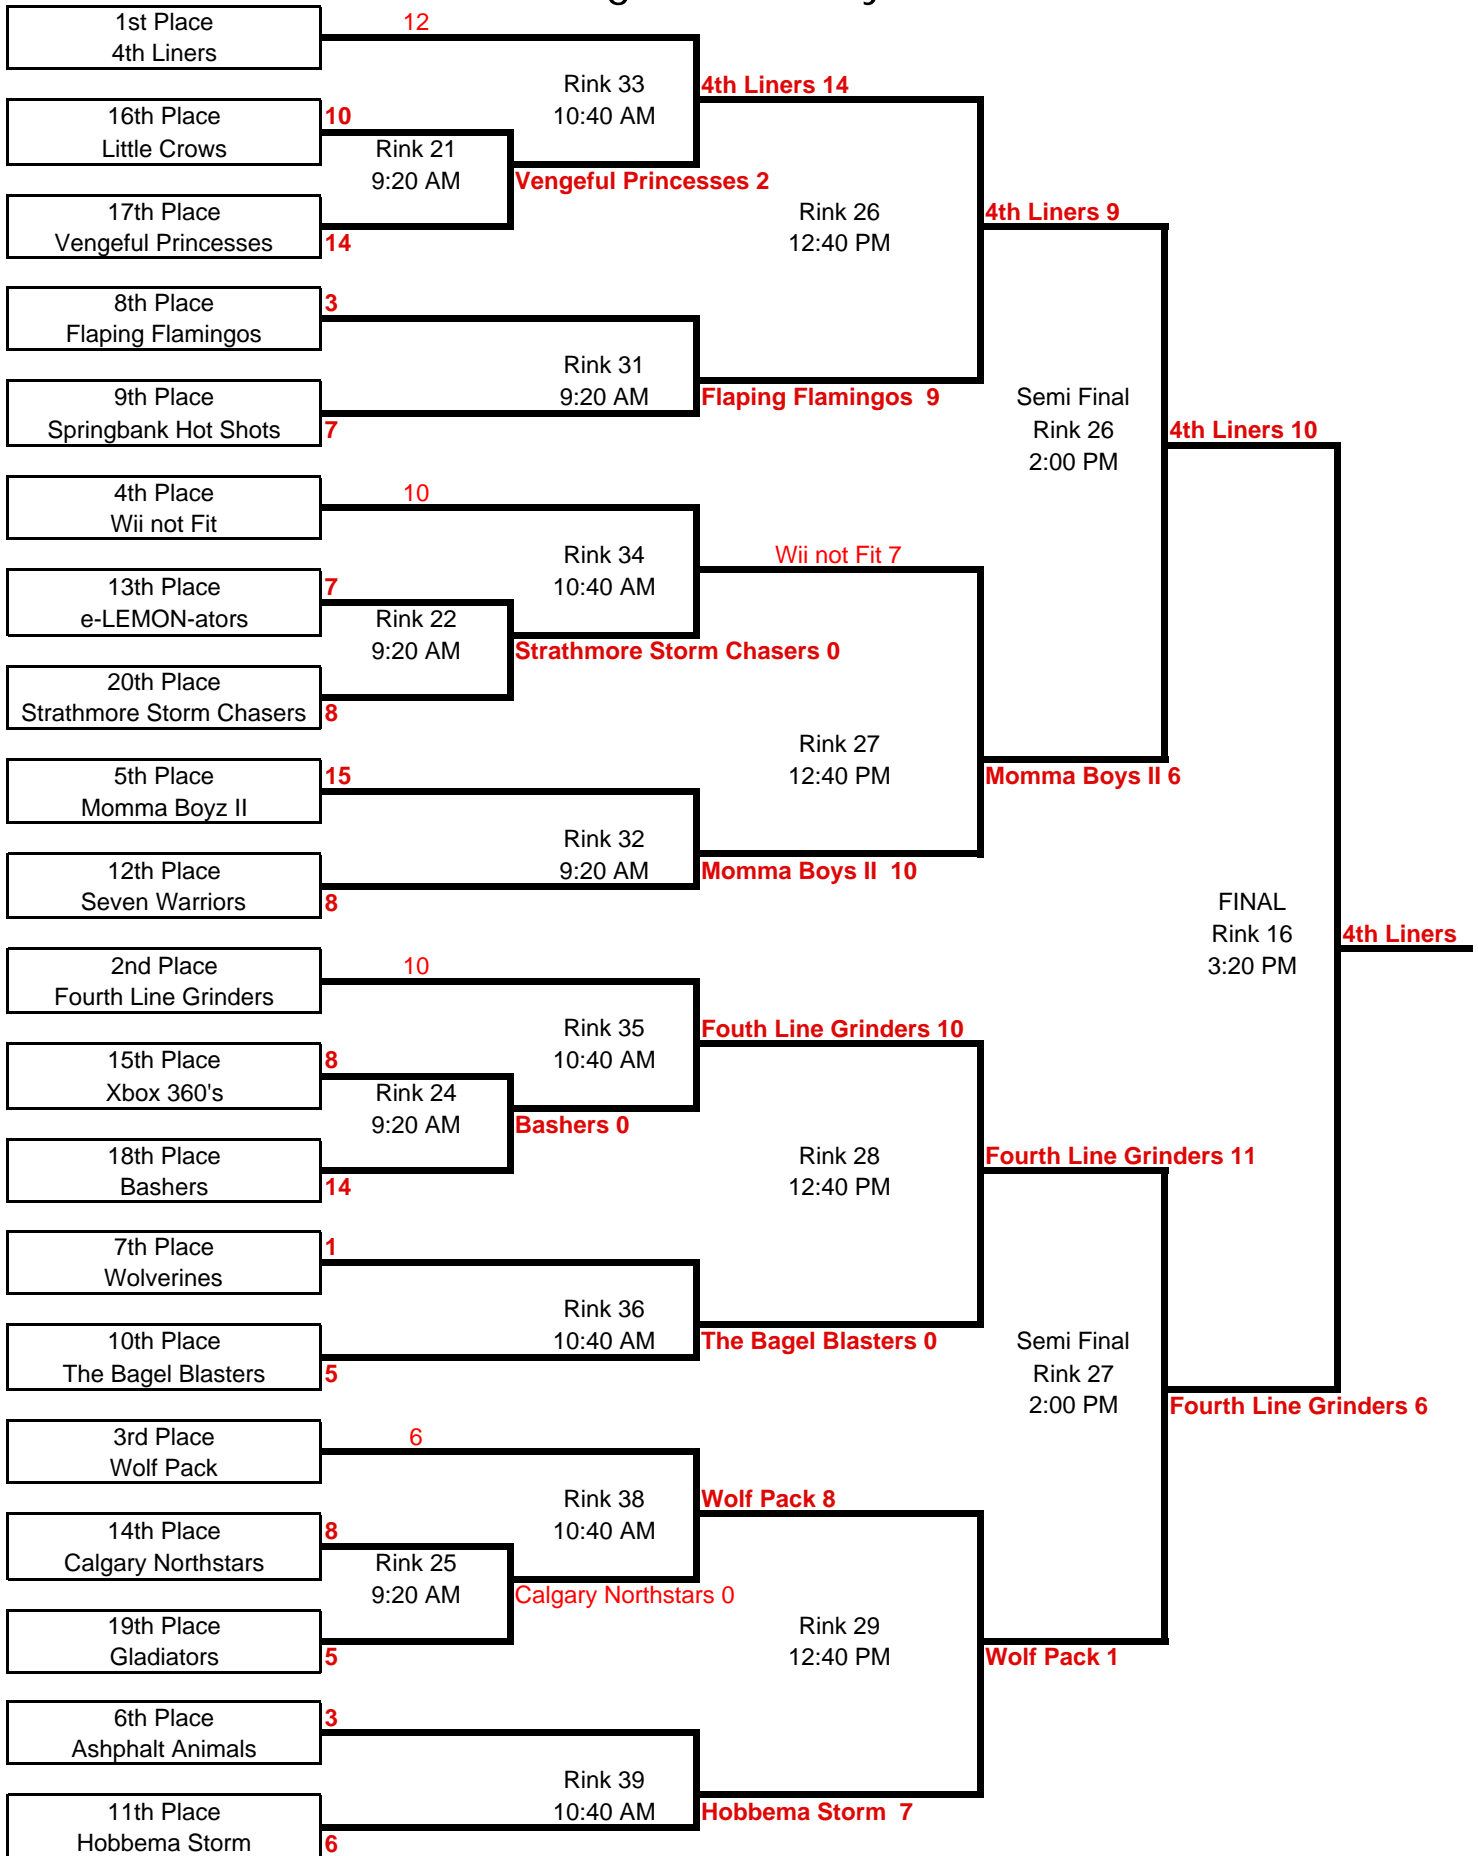 1st Place
4th Liners
12
Rink 33
10:40 AM
4th Liners 14
16th Place
Little Crows
10
Rink 21
9:20 AM
Vengeful Princesses 2
17th Place
Vengeful Princesses
14
Rink 26
12:40 PM
4th Liners 9
8th Place
Flaping Flamingos
3
Rink 31
9:20 AM
Flaping Flamingos 9
9th Place
Springbank Hot Shots
7
Semi Final
Rink 26
2:00 PM
4th Liners 10
4th Place
Wii not Fit
10
Rink 34
10:40 AM
Wii not Fit 7
13th Place
e-LEMON-ators
7
Rink 22
9:20 AM
Strathmore Storm Chasers 0
20th Place
Strathmore Storm Chasers
8
Rink 27
12:40 PM
Momma Boys II 6
5th Place
Momma Boyz II
15
Rink 32
9:20 AM
Momma Boys II 10
12th Place
Seven Warriors
8
FINAL
Rink 16
3:20 PM
4th Liners
2nd Place
Fourth Line Grinders
10
Rink 35
10:40 AM
Fouth Line Grinders 10
15th Place
Xbox 360's
8
Rink 24
9:20 AM
Bashers 0
18th Place
Bashers
14
Rink 28
12:40 PM
Fourth Line Grinders 11
7th Place
Wolverines
1
Rink 36
10:40 AM
The Bagel Blasters 0
10th Place
The Bagel Blasters
5
Semi Final
Rink 27
2:00 PM
Fourth Line Grinders 6
3rd Place
Wolf Pack
6
Rink 38
10:40 AM
Wolf Pack 8
14th Place
Calgary Northstars
8
Rink 25
9:20 AM
Calgary Northstars 0
19th Place
Gladiators
5
Rink 29
12:40 PM
Wolf Pack 1
6th Place
Ashphalt Animals
3
Rink 39
10:40 AM
Hobbema Storm 7
11th Place
Hobbema Storm
6